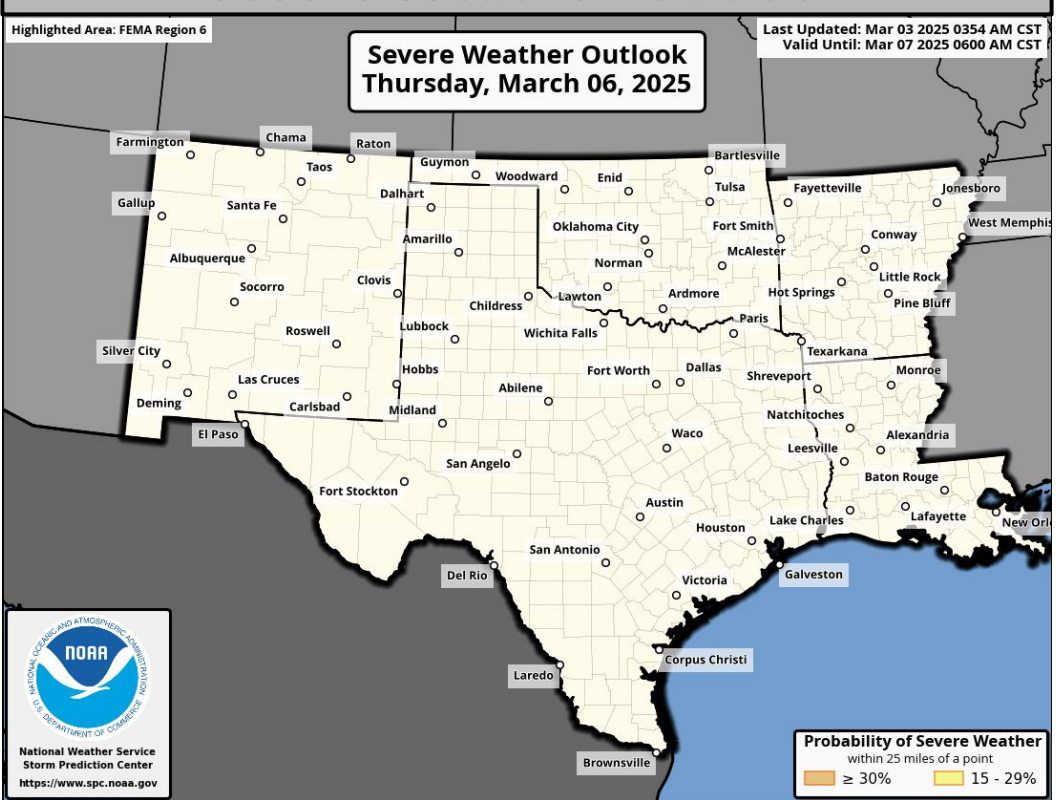 Highlighted Area: FEMA Region 6
Last Updated: Mar 03 2025 0354 AM CST
Valid Until: Mar 07 2025 0600 AM CST
Severe Weather Outlook
Thursday, March 06, 2025
Farmington
Chama
Raton
Taos
Guymon
Woodward
Enid
Bartlesville
Tulsa
Fayetteville
Jonesboro
Gallup
Santa Fe
Dalhart
Oklahoma City
Fort Smith
West Memphis
Conway
Albuquerque
Amarillo
Norman
McAlester
Socorro
Clovis
Childress
Lawton
Ardmore
Hot Springs
Little Rock
Pine Bluff
Roswell
Lubbock
Wichita Falls
Paris
Texarkana
Silver City
Las Cruces
Hobbs
Fort Worth
Dallas
Shreveport
Monroe
Deming
Carlsbad
Midland
Abilene
Natchitoches
El Paso
Waco
Leesville
Alexandria
San Angelo
Fort Stockton
Baton Rouge
Austin
Houston
Lake Charles
Lafayette
New Orl
San Antonio
Del Rio
Victoria
Galveston
Laredo
Corpus Christi
Brownsville
NATIONAL OCEANIC AND ATMOSPHERIC ADMINISTRATION
NOAA
U.S. DEPARTMENT OF COMMERCE
National Weather Service
Storm Prediction Center
https://www.spc.noaa.gov
Probability of Severe Weather
within 25 miles of a point
≥ 30%
15 - 29%